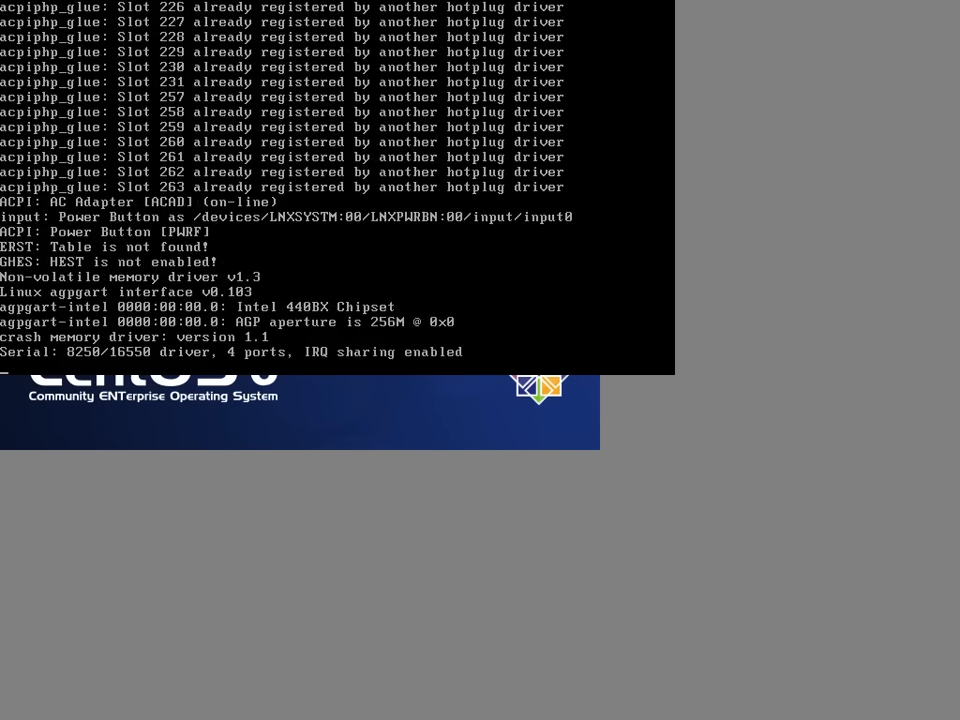 acpiphp_glue: Slot 226 already registered by another hotplug driver
acpiphp_glue: Slot 227 already registered by another hotplug driver
acpiphp_glue: Slot 228 already registered by another hotplug driver
acpiphp_glue: Slot 229 already registered by another hotplug driver
acpiphp_glue: Slot 230 already registered by another hotplug driver
acpiphp_glue: Slot 231 already registered by another hotplug driver
acpiphp_glue: Slot 257 already registered by another hotplug driver
acpiphp_glue: Slot 258 already registered by another hotplug driver
acpiphp_glue: Slot 259 already registered by another hotplug driver
acpiphp_glue: Slot 260 already registered by another hotplug driver
acpiphp_glue: Slot 261 already registered by another hotplug driver
acpiphp_glue: Slot 262 already registered by another hotplug driver
acpiphp_glue: Slot 263 already registered by another hotplug driver
ACPI: AC Adapter [ACAD] (on-line)
input: Power Button as /devices/LNXSYSTM:00/LNXPWRBN:00/input/input0
ACPI: Power Button [PWRF]
ERST: Table is not found!
GHES: HEST is not enabled!
Non-volatile memory driver v1.3
Linux agpgart interface v0.103
agpgart-intel 0000:00:00.0: Intel 440BX Chipset
agpgart-intel 0000:00:00.0: AGP aperture is 256M @ 0x0
crash memory driver: version 1.1
Serial: 8250/16550 driver, 4 ports, IRQ sharing enabled
Community ENTerprise Operating System